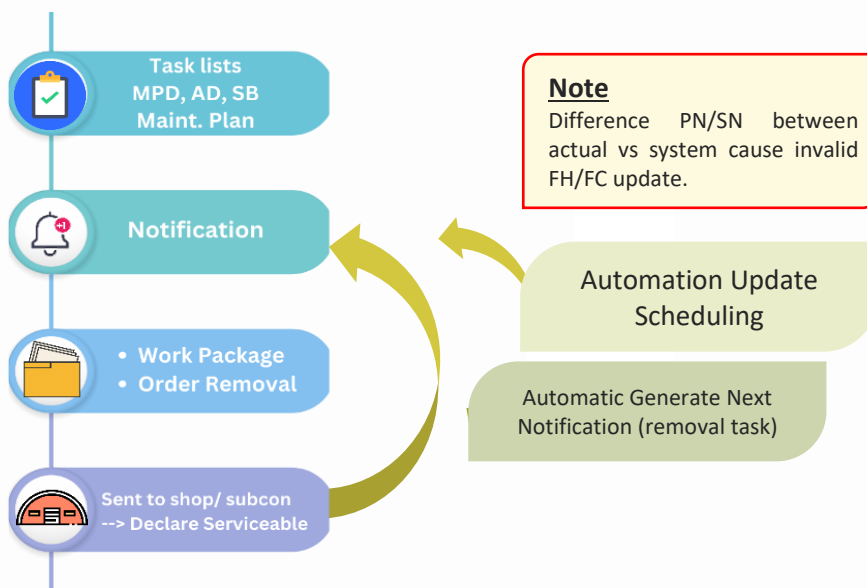 Task lists
MPD, AD, SB
Maint. Plan
Note
Difference PN/SN between
actual vs system cause invalid
FH/FC update.
+1
Notification
Automation Update
Scheduling
• Work Package
• Order Removal
Automatic Generate Next
Notification (removal task)
Sent to shop/ subcon
--> Declare Serviceable